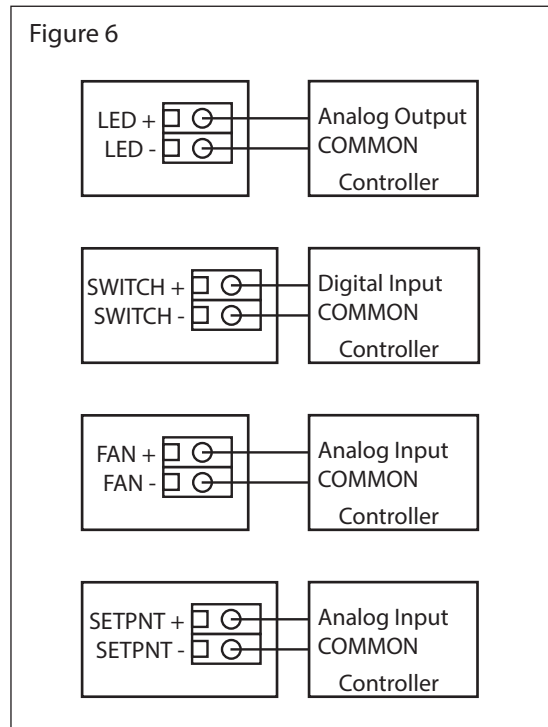 Figure 6
LED + Analog Output
LED - COMMON
Controller
SWITCH + Digital Input
SWITCH - COMMON
Controller
FAN + Analog Input
FAN - COMMON
Controller
SETPNT + Analog Input
SETPNT - COMMON
Controller